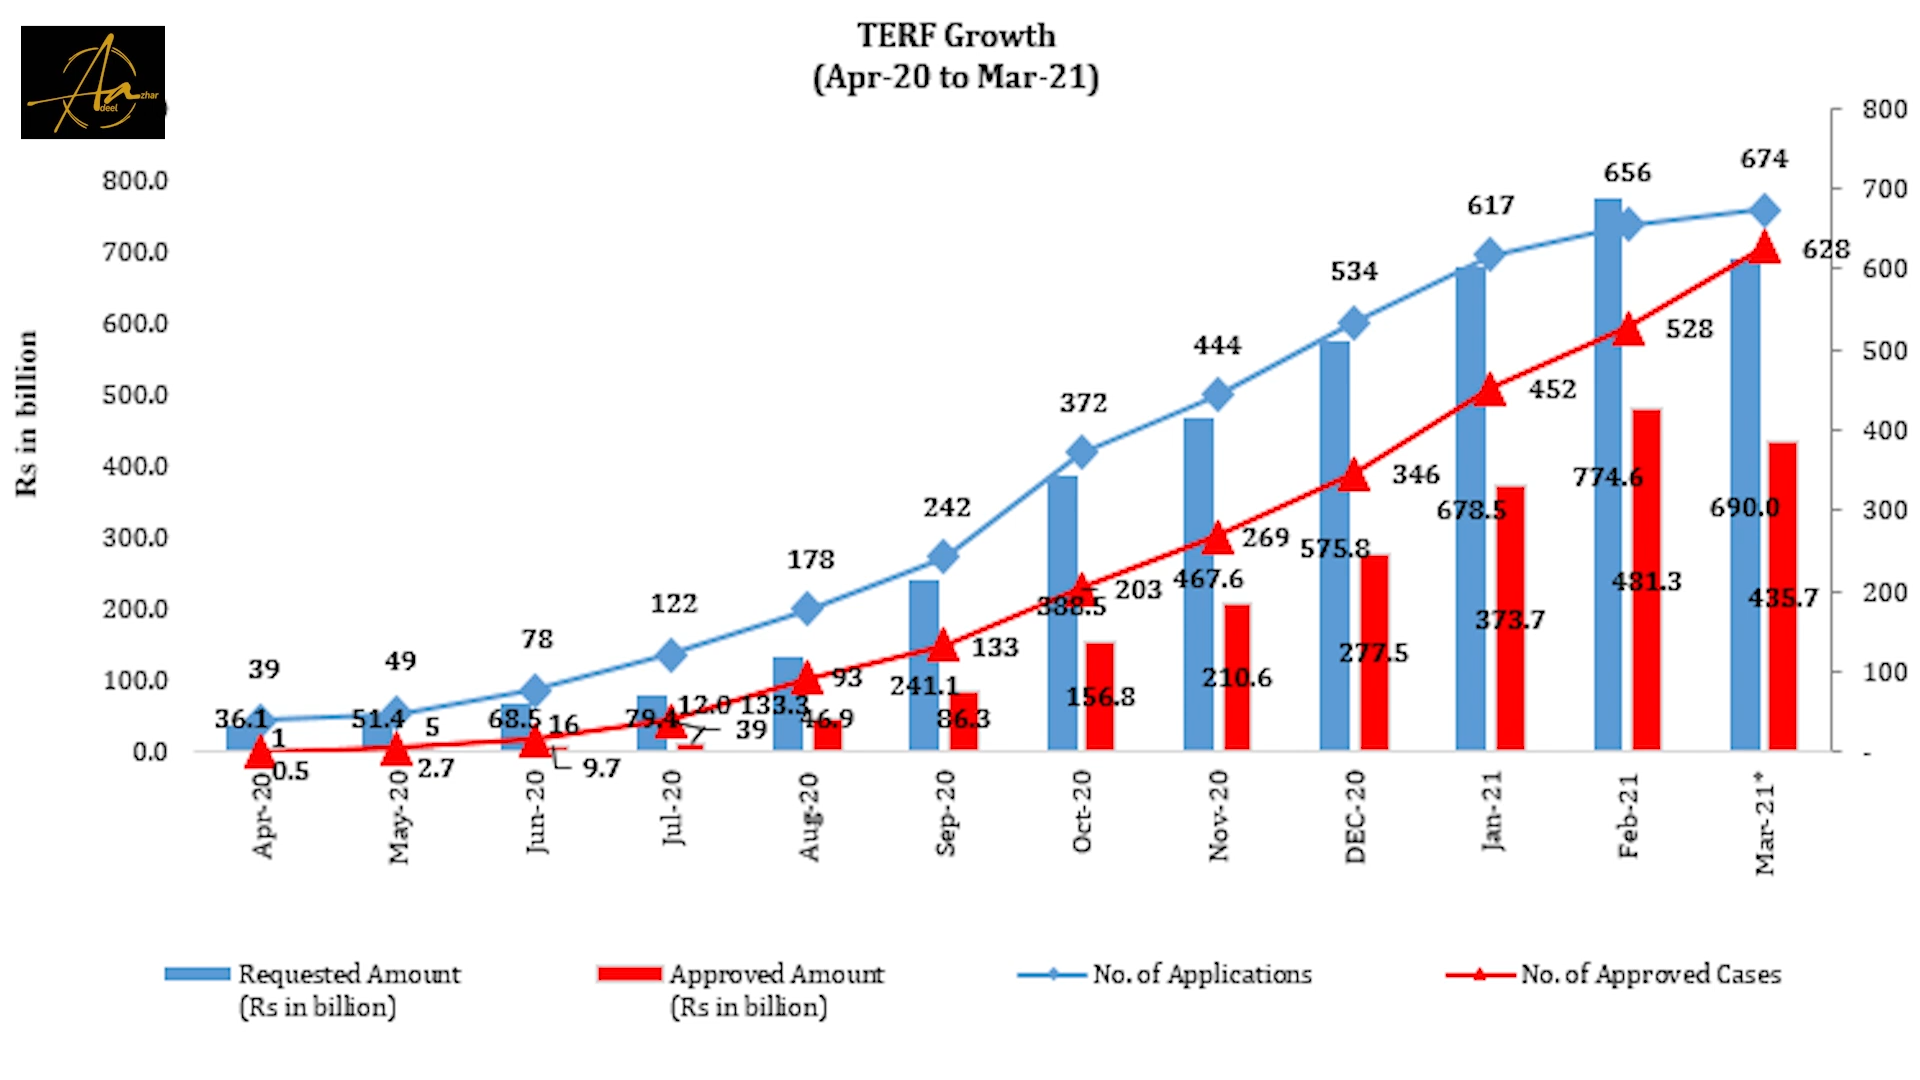 TERF Growth
(Apr-20 to Mar-21)
A
deel
zhar
Rs in billion
800.0
700.0
600.0
500.0
400.0
300.0
200.0
100.0
0.0
800
700
600
500
400
300
200
100
-
39
49
78
122
178
242
372
444
534
617
656
674
1
5
16
39
93
133
203
269
346
452
528
628
36.1
51.4
68.5
79.4
133.3
241.1
388.5
467.6
575.8
678.5
774.6
690.0
0.5
2.7
9.7
12.0
46.9
86.3
156.8
210.6
277.5
373.7
481.3
435.7
Apr-20
May-20
Jun-20
Jul-20
Aug-20
Sep-20
Oct-20
Nov-20
DEC-20
Jan-21
Feb-21
Mar-21*
Requested Amount
(Rs in billion)
Approved Amount
(Rs in billion)
No. of Applications
No. of Approved Cases